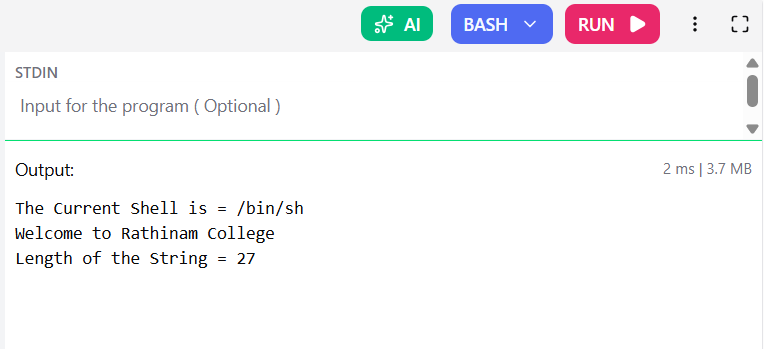 AI BASH RUN
STDIN
Input for the program ( Optional )
Output: 2 ms | 3.7 MB
The Current Shell is = /bin/sh
Welcome to Rathinam College
Length of the String = 27